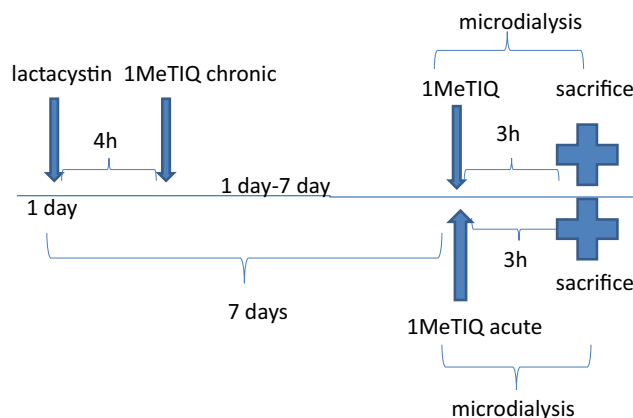 microdialysis
lactacystin 1MeTIQ chronic
1MeTIQ
sacrifice
4h
3h
1 day-7 day
1 day
3h
sacrifice
7 days
1MeTIQ acute
microdialysis